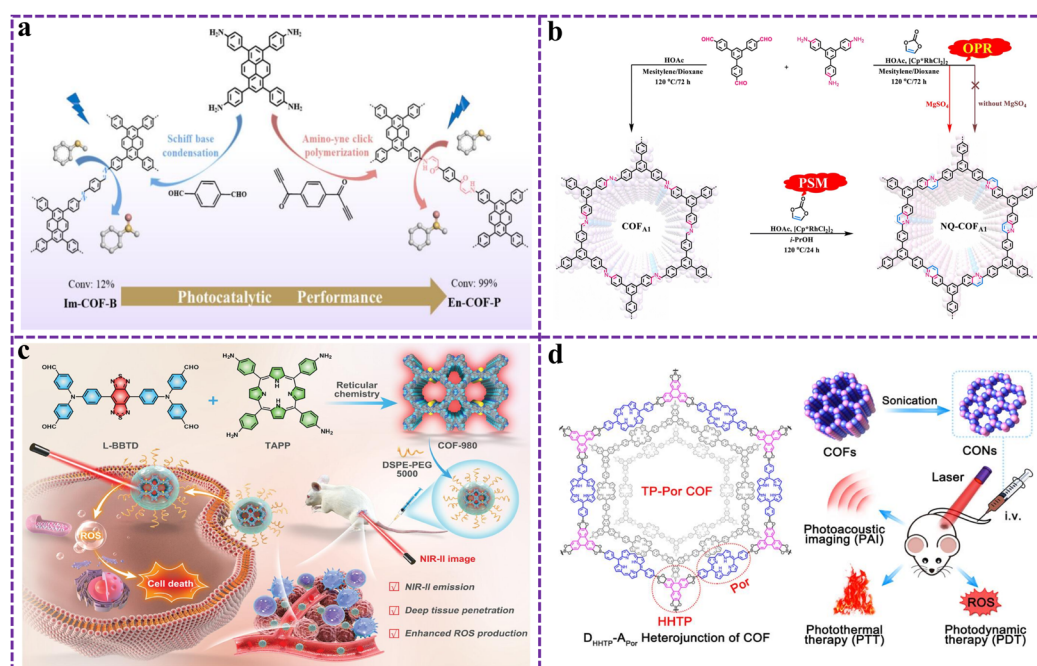 a
NH₂
H₂N
H₂N
NH₂
Schiff base
condensation
Amino-yne click
polymerization
OHC
CHO
O
O
Conv: 12%
Im-COF-B
Photocatalytic Performance
Conv: 99%
En-COF-P
b
OHC
CHO
CHO
+
H₂N
NH₂
NH₂
HOAc
Mesitylene/Dioxane
120 °C/72 h
OPR
HOAc, [Cp*RhCl₂]₂
Mesitylene/Dioxane
120 °C/72 h
MgSO₄
without MgSO₄
COF_A1
PSM
HOAc, [Cp*RhCl₂]₂
i-PrOH
120 °C/24 h
NQ-COF_A1
c
CHO
CHO
OHC
CHO
L-BBTD
+
H₂N
NH₂
H₂N
NH₂
TAPP
Reticular
chemistry
COF-980
DSPE-PEG
5000
ROS
Cell death
NIR-II image
NIR-II emission
Deep tissue penetration
Enhanced ROS production
d
TP-Por COF
Por
HHTP
D_HHTP-A_Por Heterojunction of COF
COFs
Sonication
CONs
Laser
i.v.
Photoacoustic
imaging (PAI)
Photothermal
therapy (PTT)
ROS
Photodynamic
therapy (PDT)